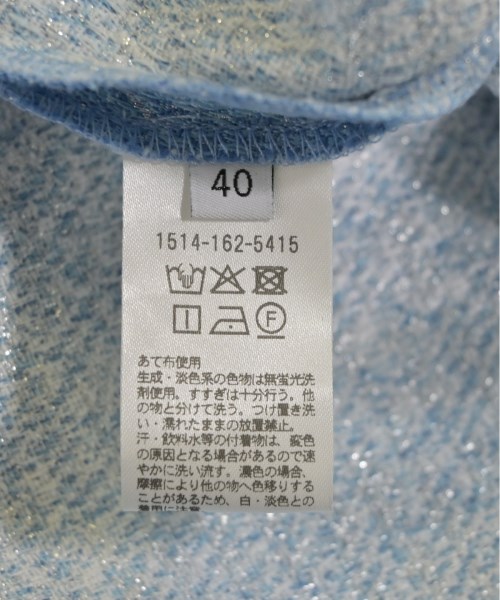 40
1514-162-5415
F
あて布使用
生成・淡色系の色物は無蛍光洗
剤使用。すすぎは十分行う。他
の物と分けて洗う。つけ置き洗
い・濡れたままの放置禁止。
汗・飲料水等の付着物は、変色
の原因となる場合があるので速
やかに洗い流す。濃色の場合、
摩擦により他の物へ色移りする
ことがあるため、白・淡色との